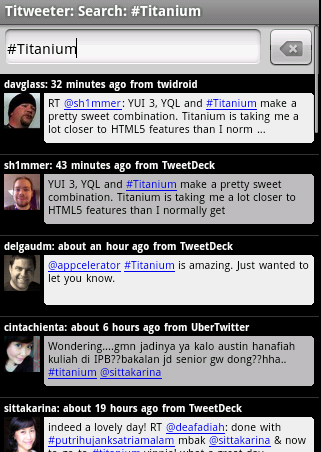 Titweeter: Search: #Titanium
#Titanium
davglass: 32 minutes ago from twidroid
RT @sh1mmer: YUI 3, YQL and #Titanium make a
pretty sweet combination. Titanium is taking me a
lot closer to HTML5 features than I norm ...
sh1mmer: 43 minutes ago from TweetDeck
YUI 3, YQL and #Titanium make a pretty sweet
combination. Titanium is taking me a lot closer to
HTML5 features than I normally get
delgaudm: about an hour ago from TweetDeck
@appcelerator #Titanium is amazing. Just wanted to
let you know.
cintachienta: about 6 hours ago from UberTwitter
Wondering....gmn jadinya ya kalo austin hanafiah
kuliah di IPB??bakalan jd senior gw dong??hha..
#titanium @sittakarina
sittakarina: about 19 hours ago from TweetDeck
indeed a lovely day! RT @deafadiah: done with
#putrihujanksatriamalam mbak @sittakarina & now